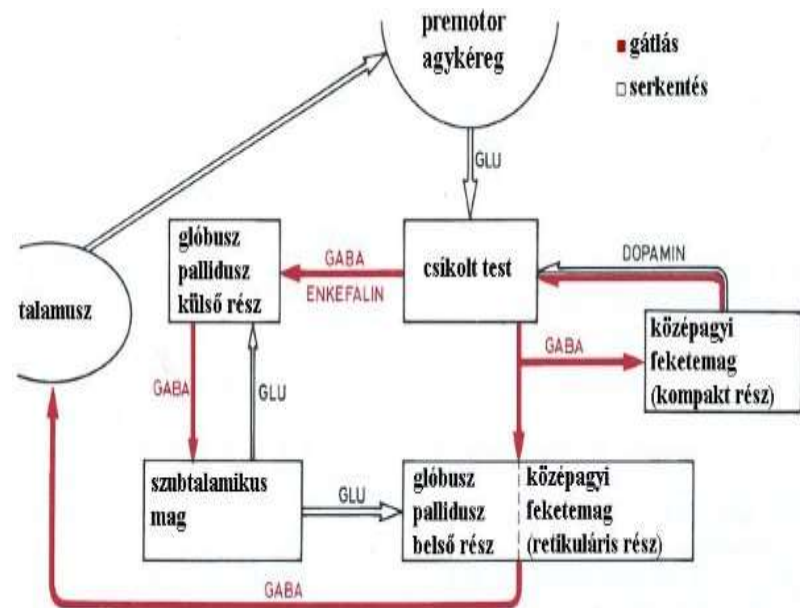 premotor
agykéreg
gátlás
serkentés
GLU
glóbusz
pallidusz
külső rész
GABA
ENKEFALIN
csíkolt test
DOPAMIN
talamusz
középagyi
feketemag
(kompakt rész)
GABA
GABA
GLU
szubtalamikus
mag
GLU
glóbusz
pallidusz
belső rész
középagyi
feketemag
(retikuláris rész)
GABA